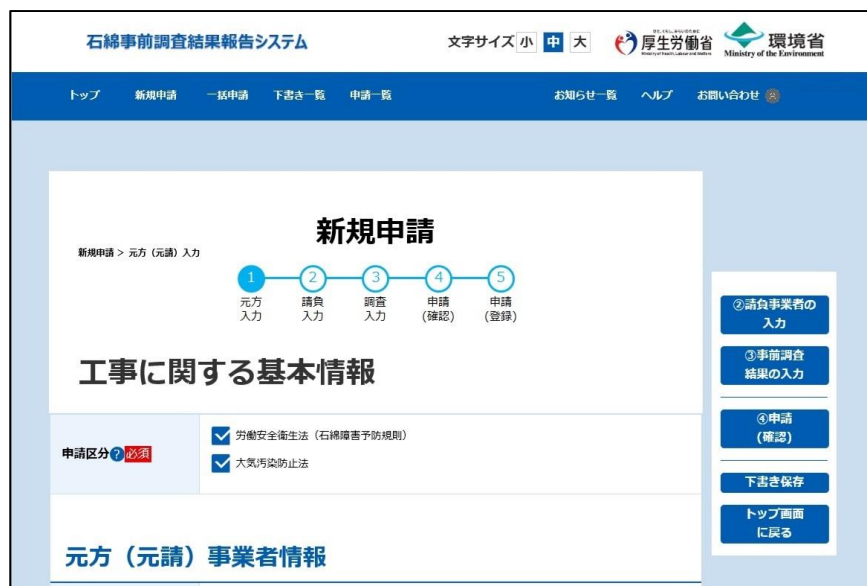 石綿事前調査結果報告システム
文字サイズ 小 中 大
厚生労働省
環境省
Ministry of the Environment
トップ 新規申請 一括申請 下書き一覧 申請一覧 お知らせ一覧 ヘルプ お問い合わせ
新規申請
新規申請 > 元方（元請）入力
1 2 3 4 5
元方 請負 調査 申請 申請
入力 入力 入力 (確認) (登録)
工事に関する基本情報
申請区分 ? 必須
労働安全衛生法（石綿障害予防規則）
大気汚染防止法
元方（元請）事業者情報
②請負事業者の
入力
③事前調査
結果の入力
④申請
(確認)
下書き保存
トップ画面
に戻る